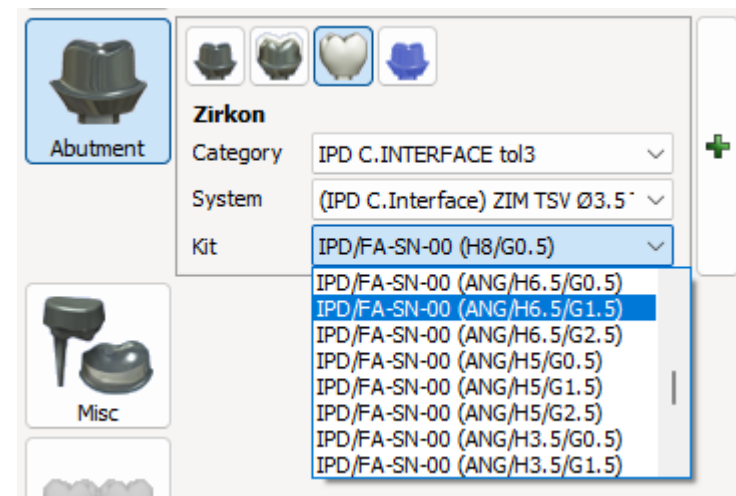 Abutment
Zirkon
Category IPD C.INTERFACE tol3
System (IPD C.Interface) ZIM TSV Ø3.5
Kit IPD/FA-SN-00 (H8/G0.5)
IPD/FA-SN-00 (ANG/H6.5/G0.5)
IPD/FA-SN-00 (ANG/H6.5/G1.5)
IPD/FA-SN-00 (ANG/H6.5/G2.5)
IPD/FA-SN-00 (ANG/H5/G0.5)
IPD/FA-SN-00 (ANG/H5/G1.5)
IPD/FA-SN-00 (ANG/H5/G2.5)
IPD/FA-SN-00 (ANG/H3.5/G0.5)
IPD/FA-SN-00 (ANG/H3.5/G1.5)
Misc